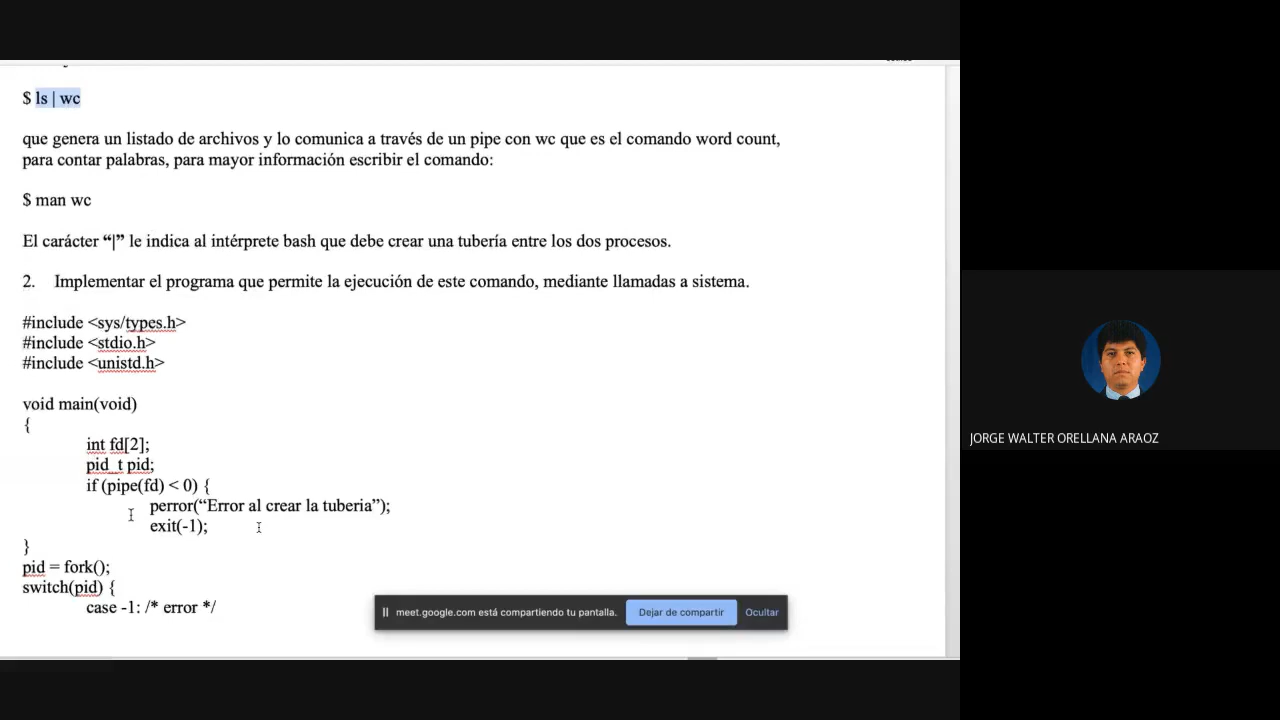 $ ls | wc
que genera un listado de archivos y lo comunica a través de un pipe con wc que es el comando word count,
para contar palabras, para mayor información escribir el comando:
$ man wc
El carácter “|” le indica al intérprete bash que debe crear una tubería entre los dos procesos.
2. Implementar el programa que permite la ejecución de este comando, mediante llamadas a sistema.
#include <sys/types.h>
#include <stdio.h>
#include <unistd.h>
void main(void)
{
int fd[2];
pid_t pid;
if (pipe(fd) < 0) {
perror(“Error al crear la tuberia”);
exit(-1);
}
pid = fork();
switch(pid) {
case -1: /* error */
meet.google.com está compartiendo tu pantalla.
Dejar de compartir
Ocultar
JORGE WALTER ORELLANA ARAOZ